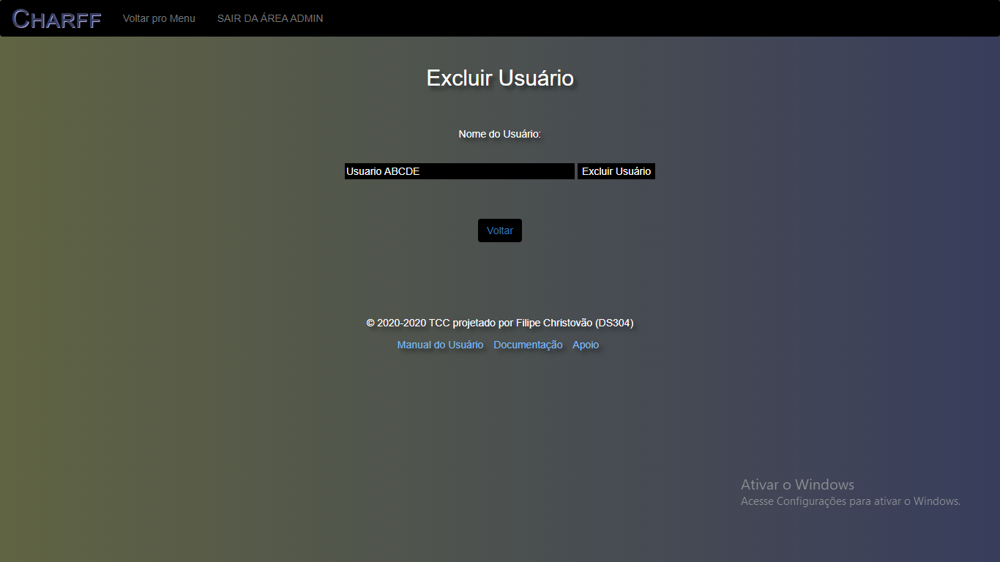 CHARFF Voltar pro Menu SAIR DA ÁREA ADMIN
Excluir Usuário
Nome do Usuário:
Usuario ABCDE Excluir Usuário
Voltar
© 2020-2020 TCC projetado por Filipe Christovão (DS304)
Manual do Usuário Documentação Apoio
Ativar o Windows
Acesse Configurações para ativar o Windows.